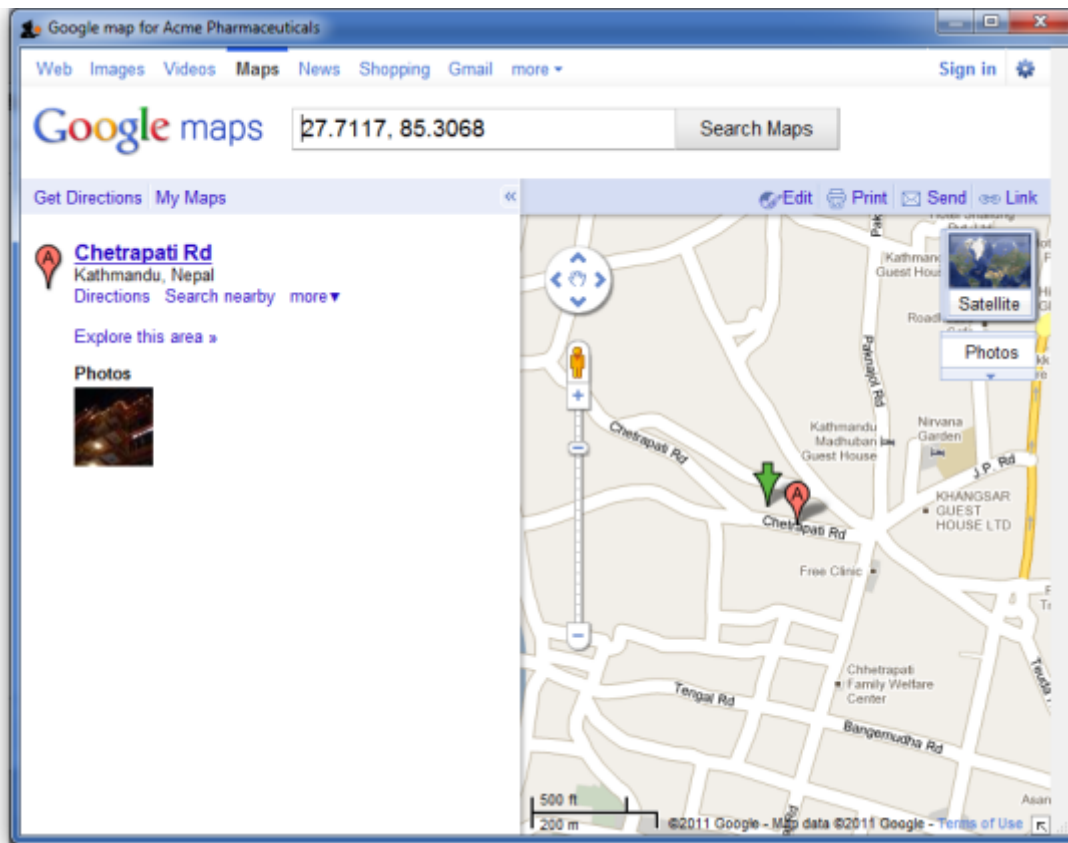 Google map for Acme Pharmaceuticals
Web Images Videos Maps News Shopping Gmail more
Sign in
Google maps
27.7117, 85.3068
Search Maps
Get Directions My Maps
«
Edit Print Send Link
A
Chetrapati Rd
Kathmandu, Nepal
Directions Search nearby more▼
Explore this area »
Photos
Satellite
Photos
Guest House
Paknajol Rd
Chetrapati Rd
Kathmandu
Madhuban
Guest House
Nirvana
Garden
J.P. Rd
A
KHANGSAR
GUEST
HOUSE LTD
Chetrapati Rd
Free Clinic
Chhetrapati
Family Welfare
Center
Tengal Rd
Bangemudha Rd
500 ft
200 m
©2011 Google - Map data ©2011 Google - Terms of Use